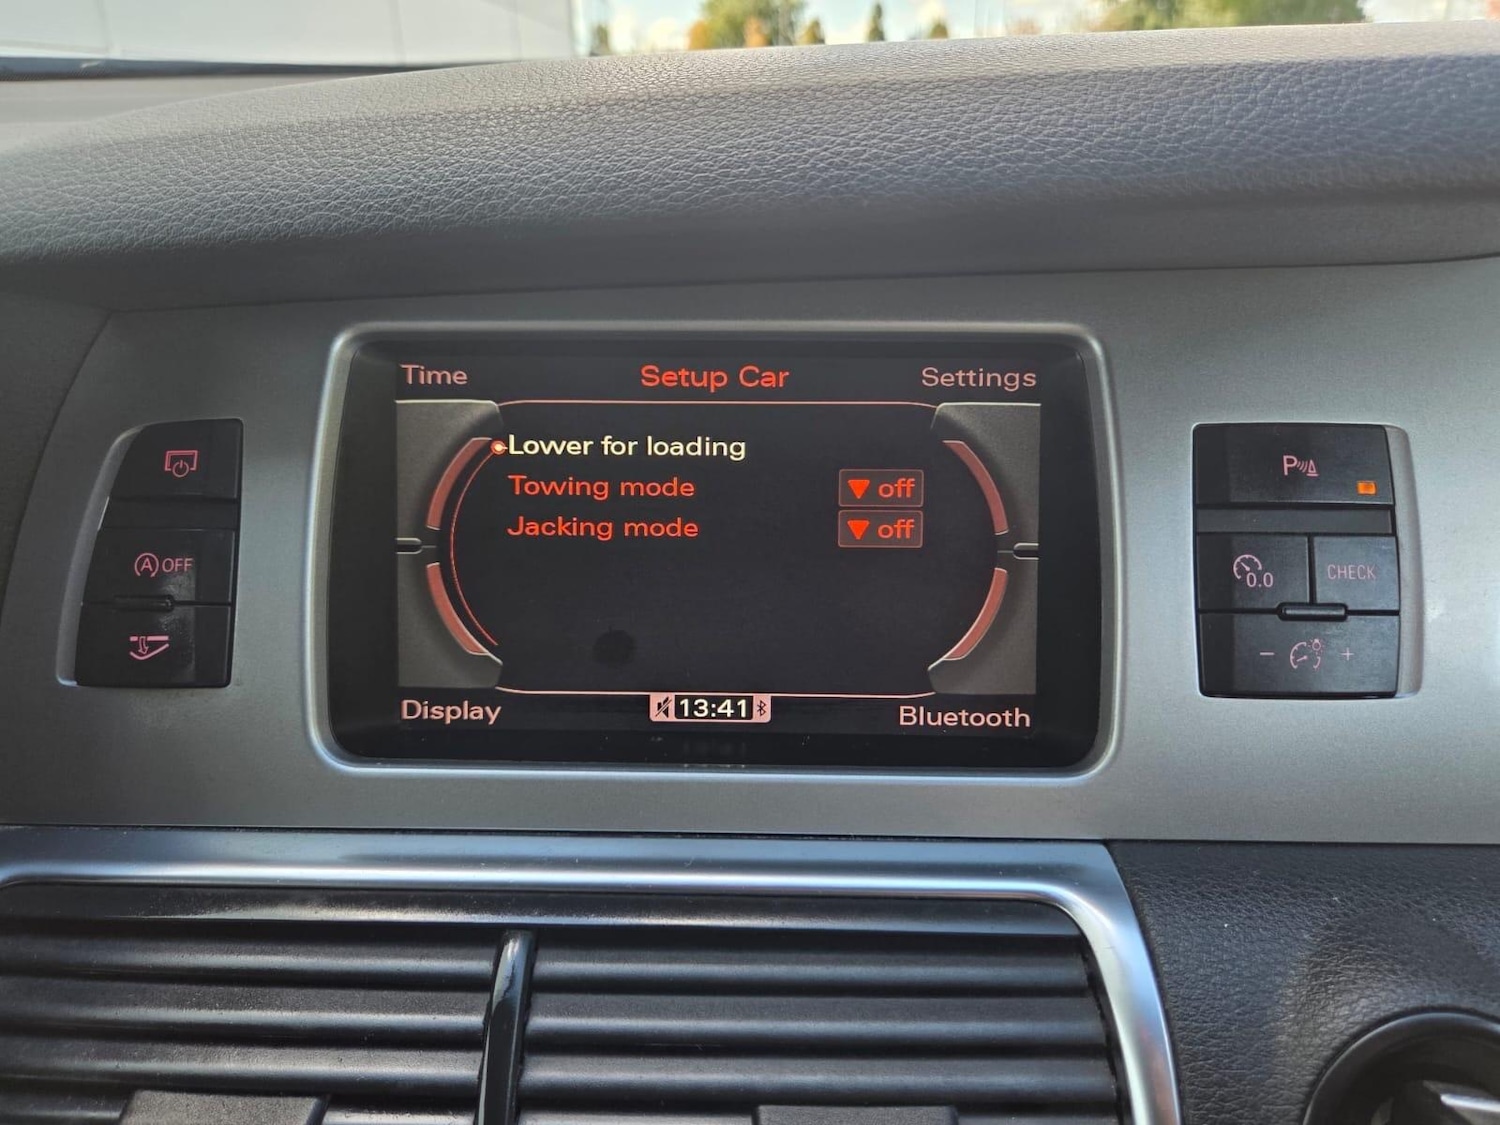 Time
Setup Car
Settings
Lower for loading
Towing mode
off
Jacking mode
off
Display
13:41
Bluetooth
A OFF
P
0.0
CHECK
- +